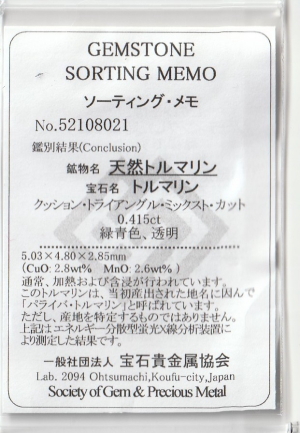 GEMSTONE
SORTING MEMO
ソーティング・メモ
No.52108021
鑑別結果(Conclusion)
鉱物名 天然トルマリン
宝石名 トルマリン
クッション・トライアングル・ミックスト・カット
0.415ct
緑青色、透明
5.03×4.80×2.85mm
(CuO: 2.8wt% MnO: 2.6wt% )
通常、加熱および含浸が行われています。
このトルマリンは、当初産出された地名に因んで
「パライバ・トルマリン」と呼ばれています。
ただし、産地を特定するものではありません。
上記はエネルギー分散型蛍光X線分析装置に
より測定した結果です。
一般社団法人 宝石貴金属協会
Lab. 2094 Ohtsumachi,Koufu-city,Japan
Society of Gem & Precious Metal